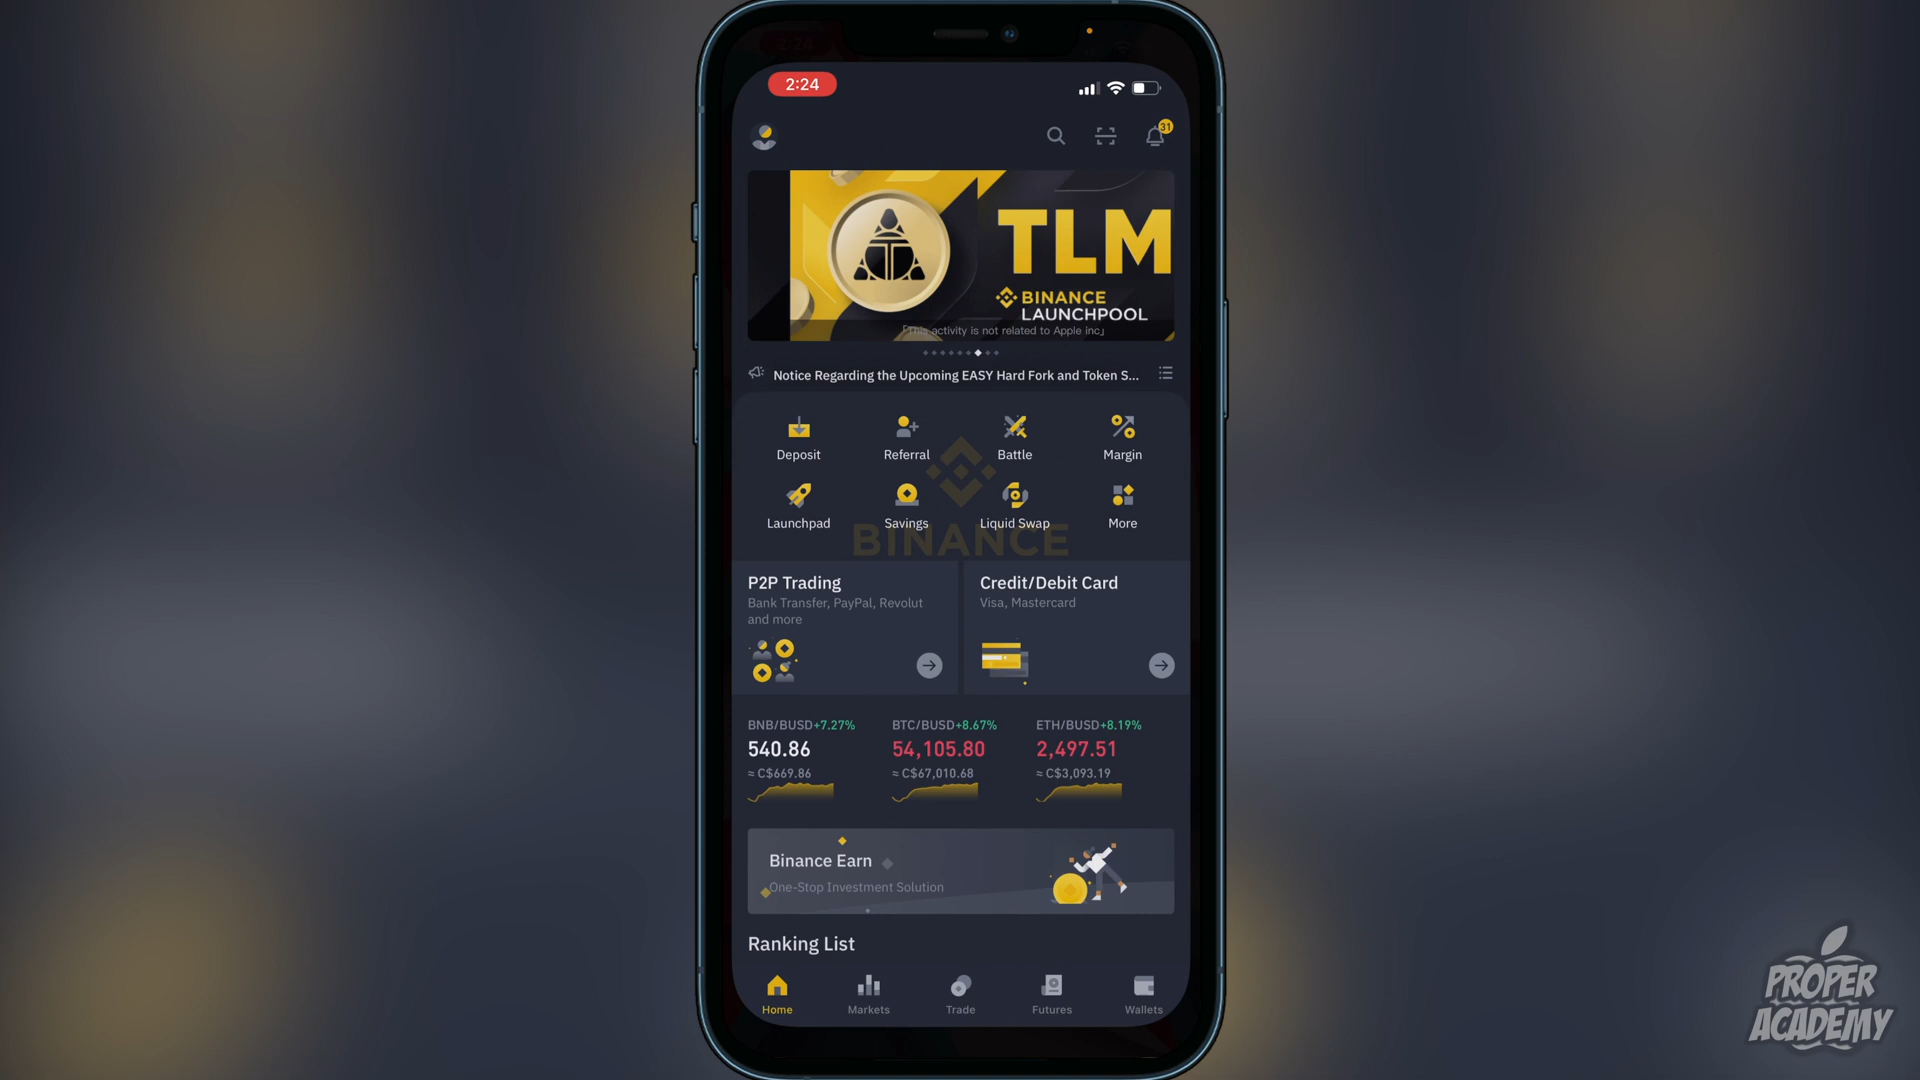 2:24
31
TLM
BINANCE
LAUNCHPOOL
「This activity is not related to Apple inc」
Notice Regarding the Upcoming EASY Hard Fork and Token S...
Deposit
Referral
Battle
Margin
Launchpad
Savings
Liquid Swap
More
BINANCE
P2P Trading
Bank Transfer, PayPal, Revolut
and more
Credit/Debit Card
Visa, Mastercard
BNB/BUSD+7.27%
540.86
≈ C$669.86
BTC/BUSD+8.67%
54,105.80
≈ C$67,010.68
ETH/BUSD+8.19%
2,497.51
≈ C$3,093.19
Binance Earn
One-Stop Investment Solution
Ranking List
Home
Markets
Trade
Futures
Wallets
PROPER
ACADEMY